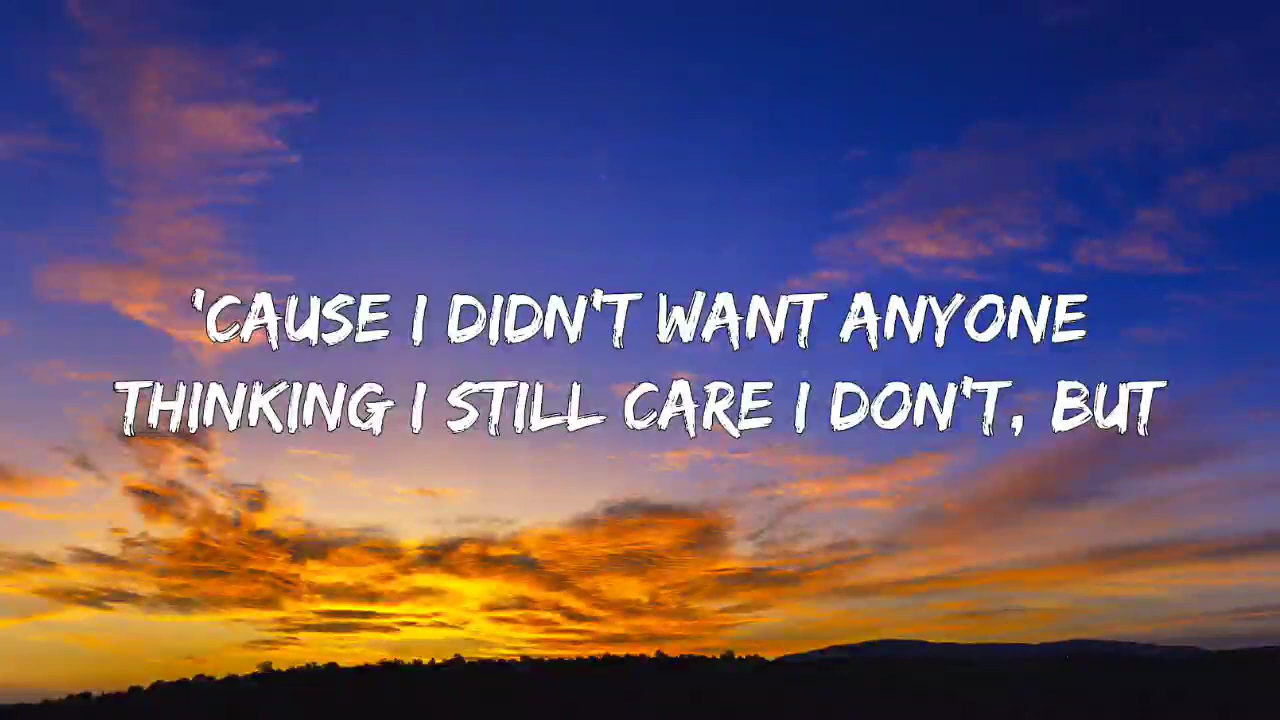 'CAUSE I DIDN'T WANT ANYONE
THINKING I STILL CARE I DON'T, BUT